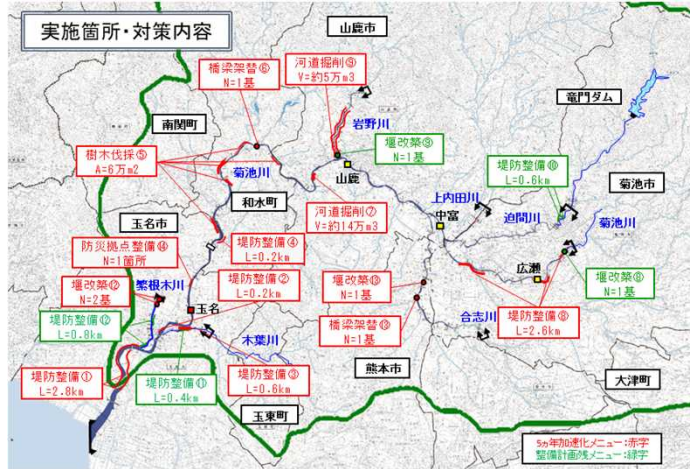 実施箇所・対策内容
山鹿市
橋梁架替⑥
N=1基
河道掘削⑨
V=約5万m3
竜門ダム
南関町
岩野川
堰改築⑨
N=1基
樹木伐採⑤
A=6万m2
菊池川
山鹿
堤防整備⑩
L=0.6km
菊池市
和水町
上内田川
迫間川
菊池川
玉名市
河道掘削⑦
V=約14万m3
中富
防災拠点整備⑭
N=1箇所
堤防整備④
L=0.2km
広瀬
堰改築⑧
N=1基
堰改築⑫
N=2基
繁根木川
堤防整備②
L=0.2km
堰改築⑩
N=1基
玉名
堤防整備⑫
L=0.8km
橋梁架替⑬
N=1基
合志川
堤防整備⑧
L=2.6km
木葉川
堤防整備①
L=2.8km
堤防整備⑪
L=0.4km
堤防整備③
L=0.6km
熊本市
大津町
玉東町
5ヵ年加速化メニュー:赤字
整備計画残メニュー:緑字